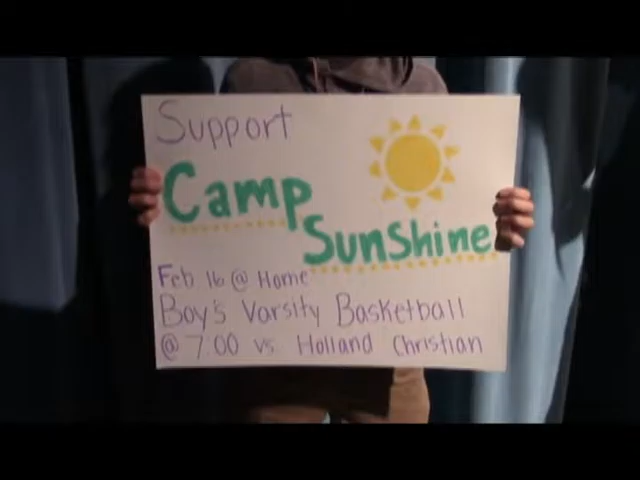 Support
Camp
Sunshine
Feb 16 @ Home
Boy's Varsity Basketball
@ 7:00 vs Holland Christian